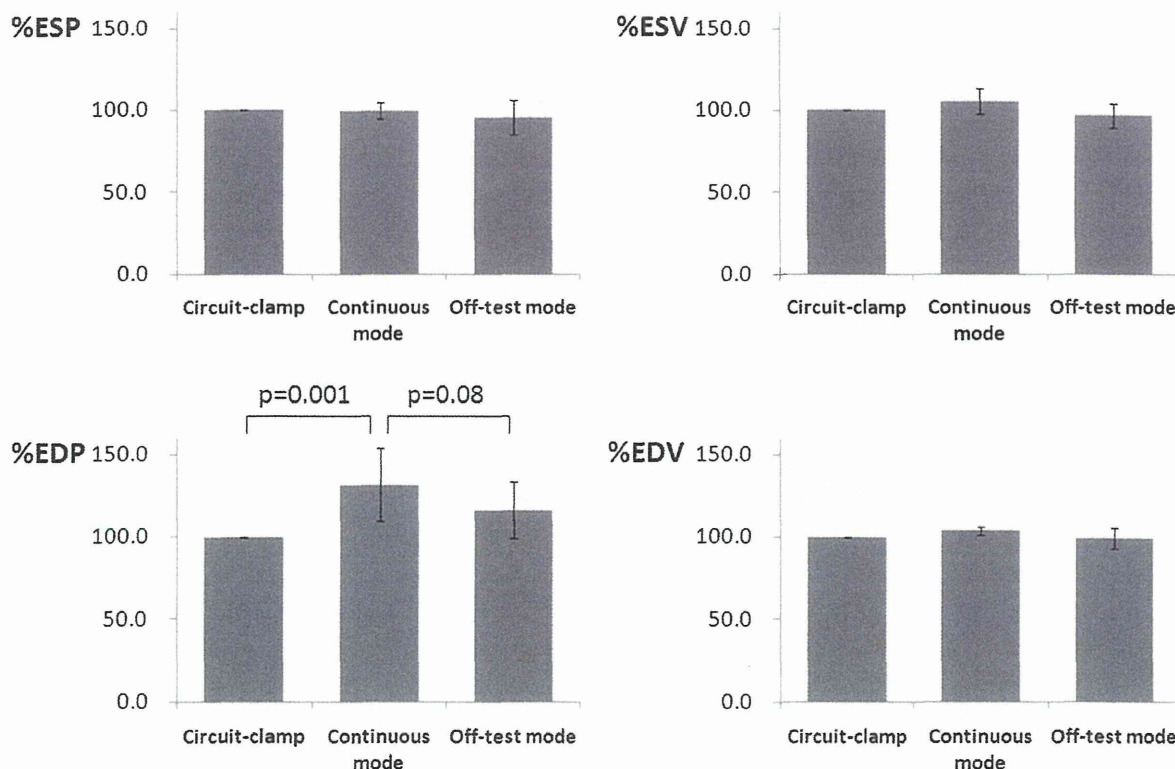 %ESP 150.0
100.0
50.0
0.0
Circuit-clamp Continuous mode Off-test mode
%ESV 150.0
100.0
50.0
0.0
Circuit-clamp Continuous mode Off-test mode
p=0.001 p=0.08
%EDP 150.0
100.0
50.0
0.0
Circuit-clamp Continuous mode Off-test mode
%EDV 150.0
100.0
50.0
0.0
Circuit-clamp Continuous mode Off-test mode